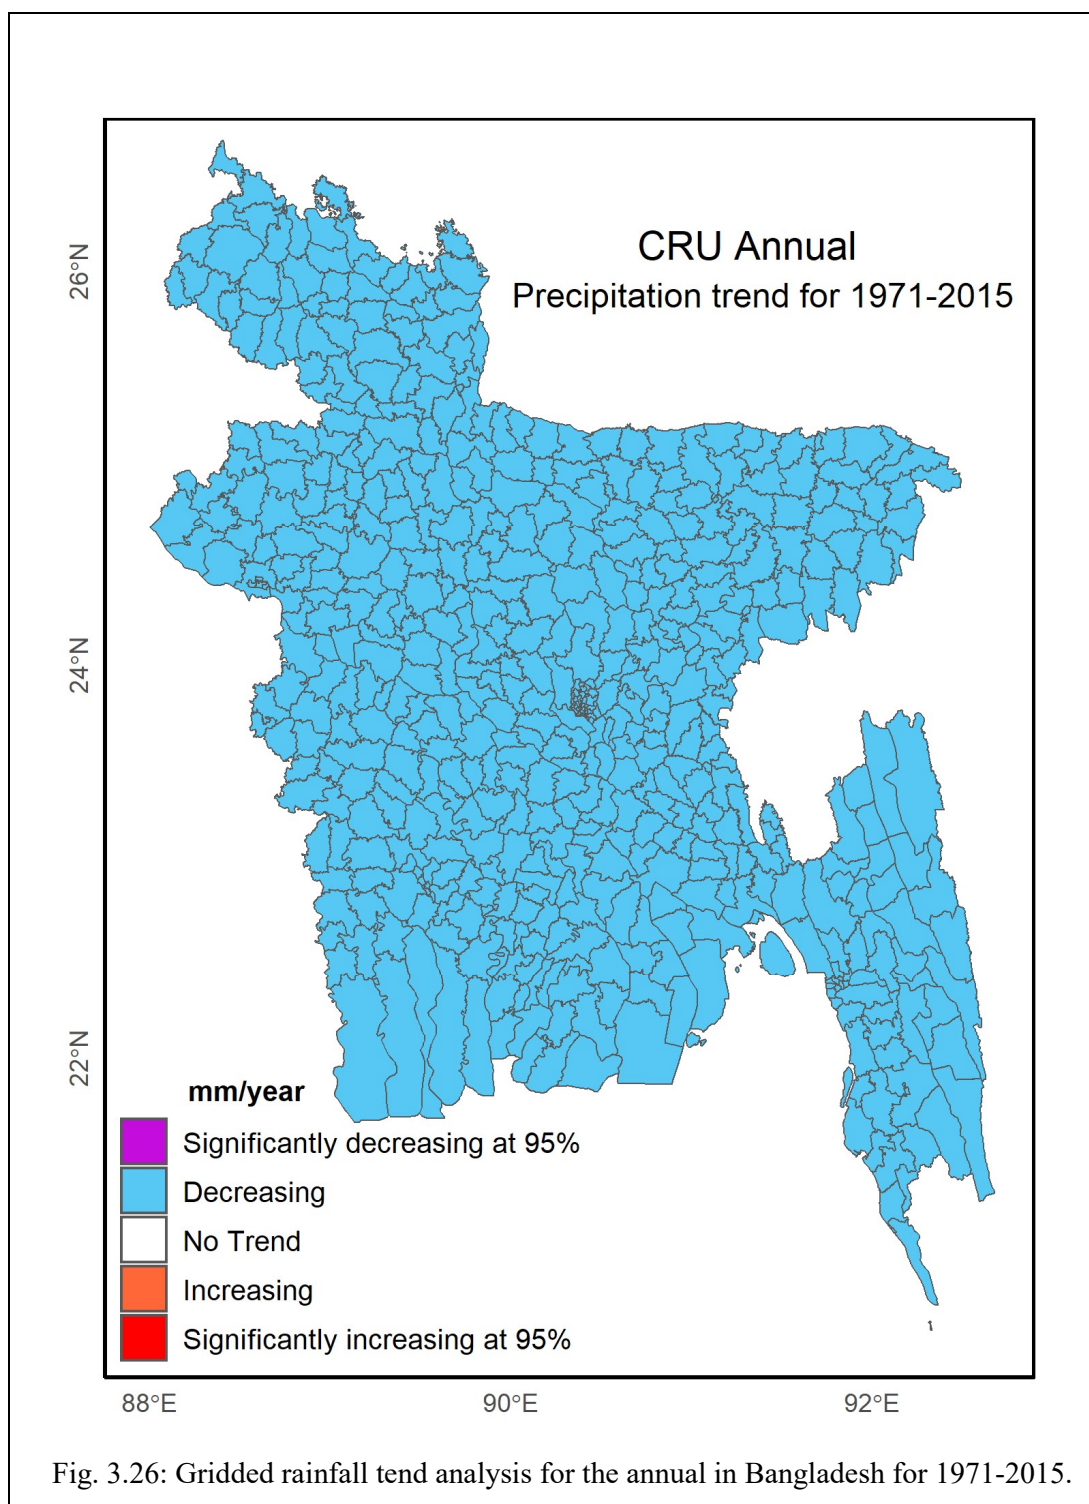 CRU Annual
Precipitation trend for 1971-2015
26°N
24°N
22°N
mm/year
Significantly decreasing at 95%
Decreasing
No Trend
Increasing
Significantly increasing at 95%
88°E 90°E 92°E
Fig. 3.26: Gridded rainfall tend analysis for the annual in Bangladesh for 1971-2015.